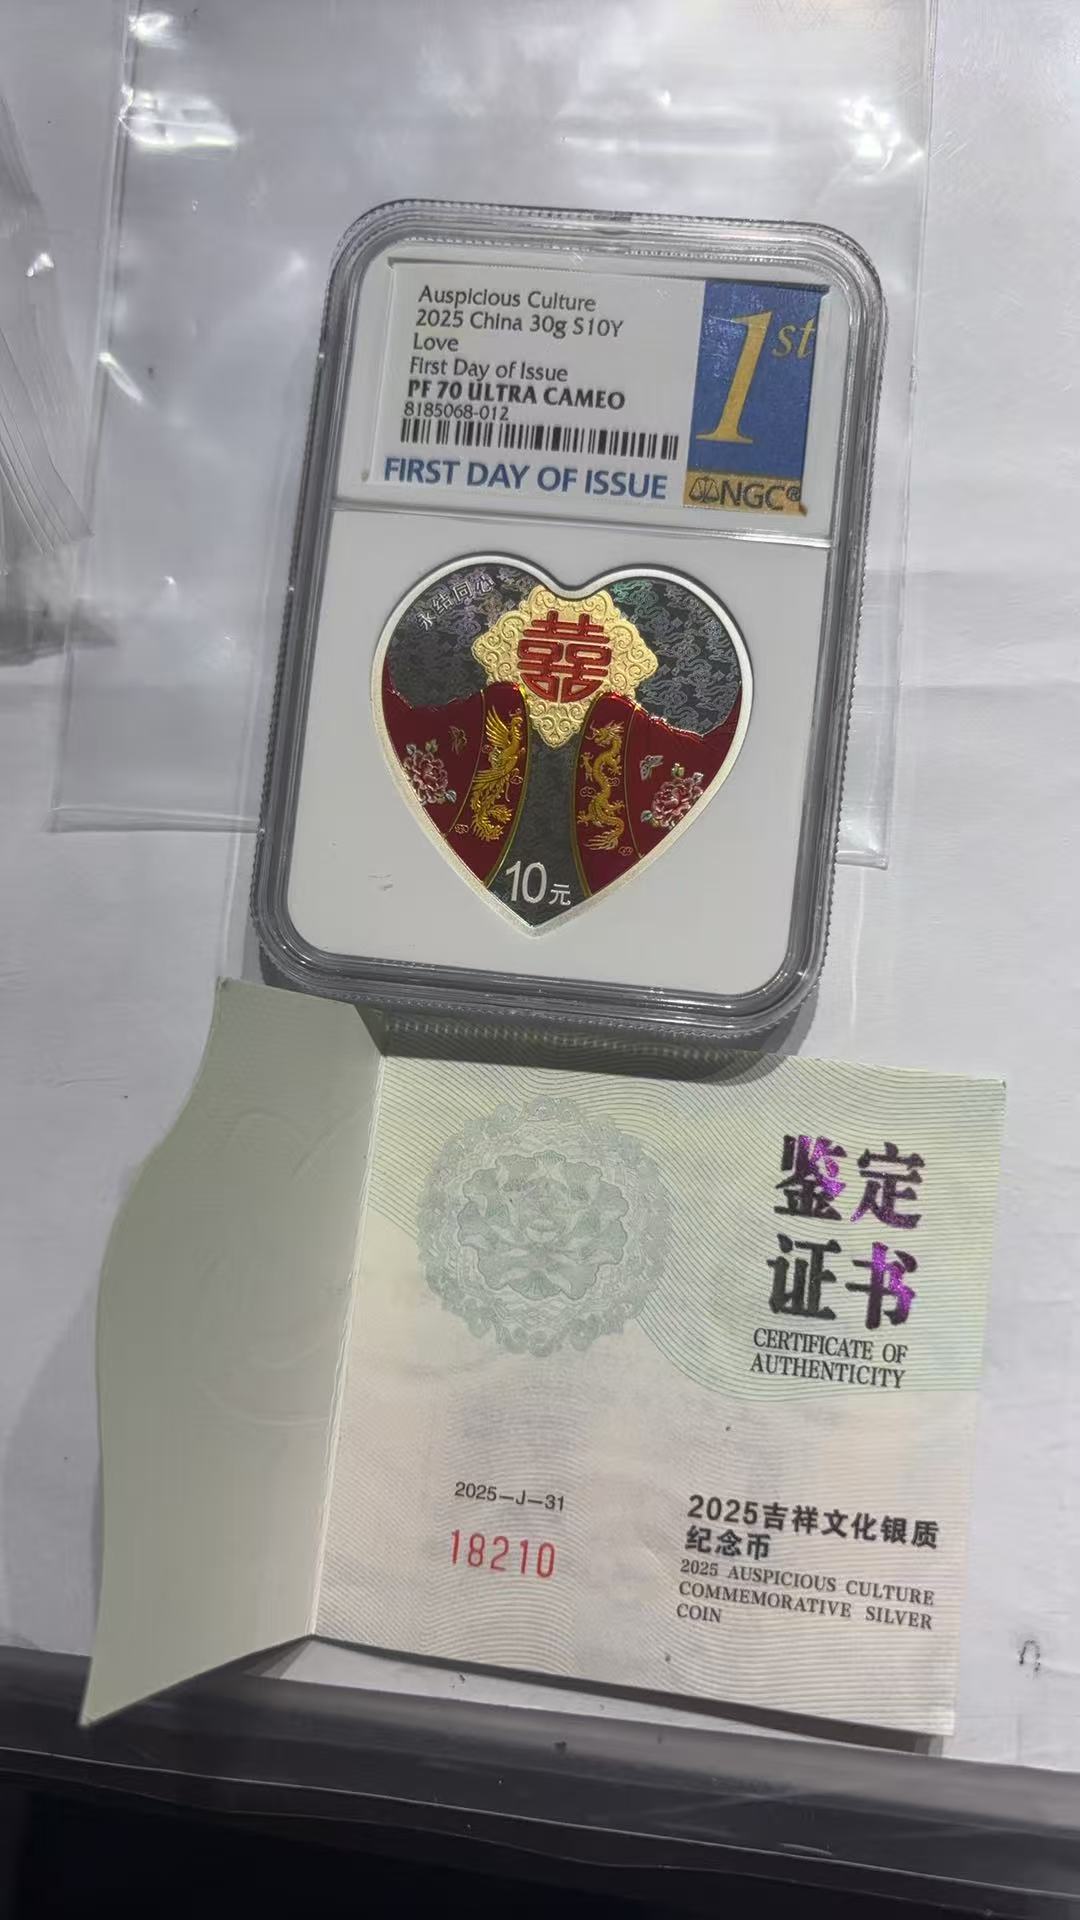 Auspicious Culture
2025 China 30g S10Y
Love
First Day of Issue
PF 70 ULTRA CAMEO
8185068-012
FIRST DAY OF ISSUE
1st
NGC®
永结同心
囍
10元
鉴定
证书
CERTIFICATE OF
AUTHENTICITY
2025-J-31
18210
2025吉祥文化银质
纪念币
2025 AUSPICIOUS CULTURE
COMMEMORATIVE SILVER
COIN